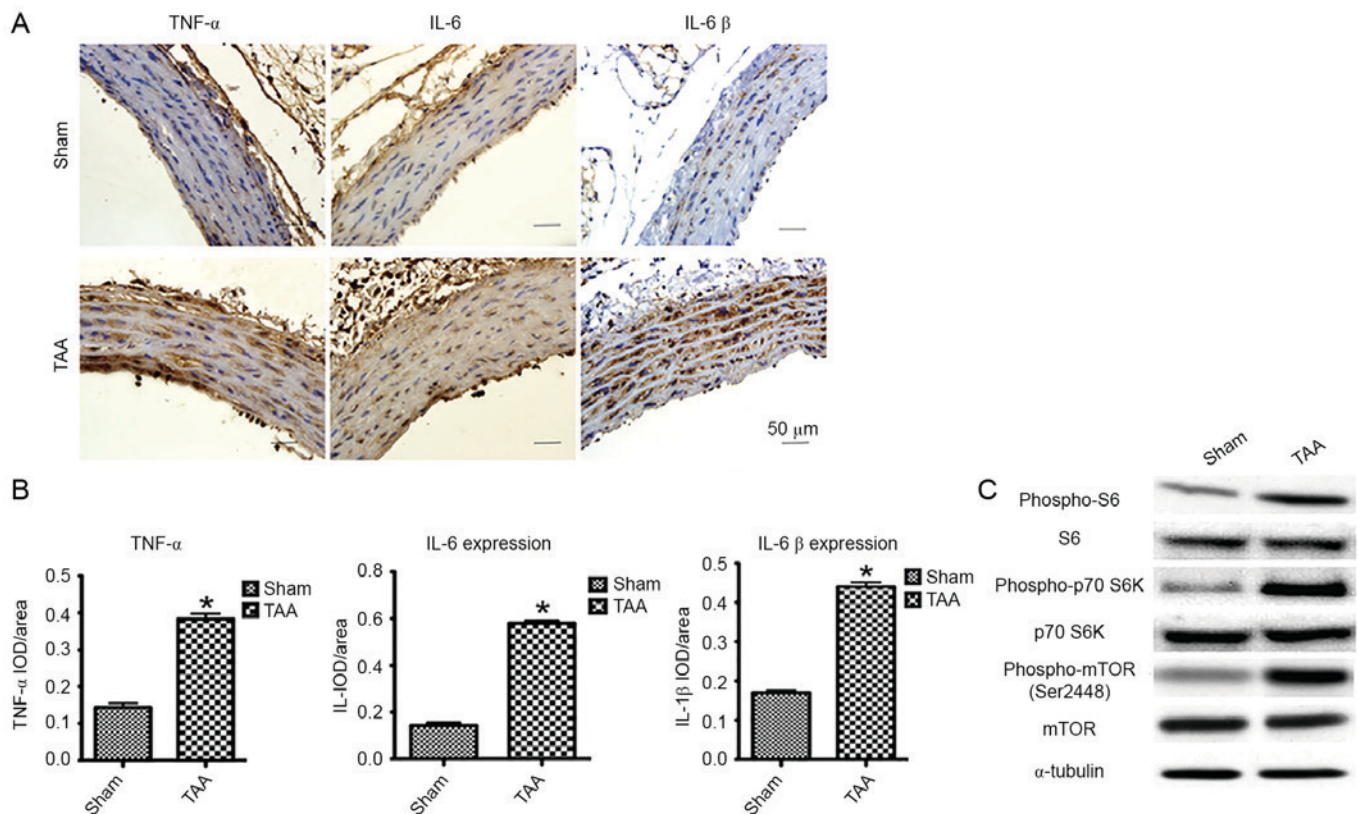 A
TNF-α
IL-6
IL-6 β
Sham
TAA
50 μm
B
TNF-α
TNF-α IOD/area
0.5
0.4
0.3
0.2
0.1
0.0
Sham
TAA
*
Sham
TAA
IL-6 expression
IL-IOD/area
0.8
0.6
0.4
0.2
0.0
Sham
TAA
*
Sham
TAA
IL-6 β expression
IL-1β IOD/area
0.5
0.4
0.3
0.2
0.1
0.0
Sham
TAA
*
Sham
TAA
C
Sham
TAA
Phospho-S6
S6
Phospho-p70 S6K
p70 S6K
Phospho-mTOR
(Ser2448)
mTOR
α-tubulin